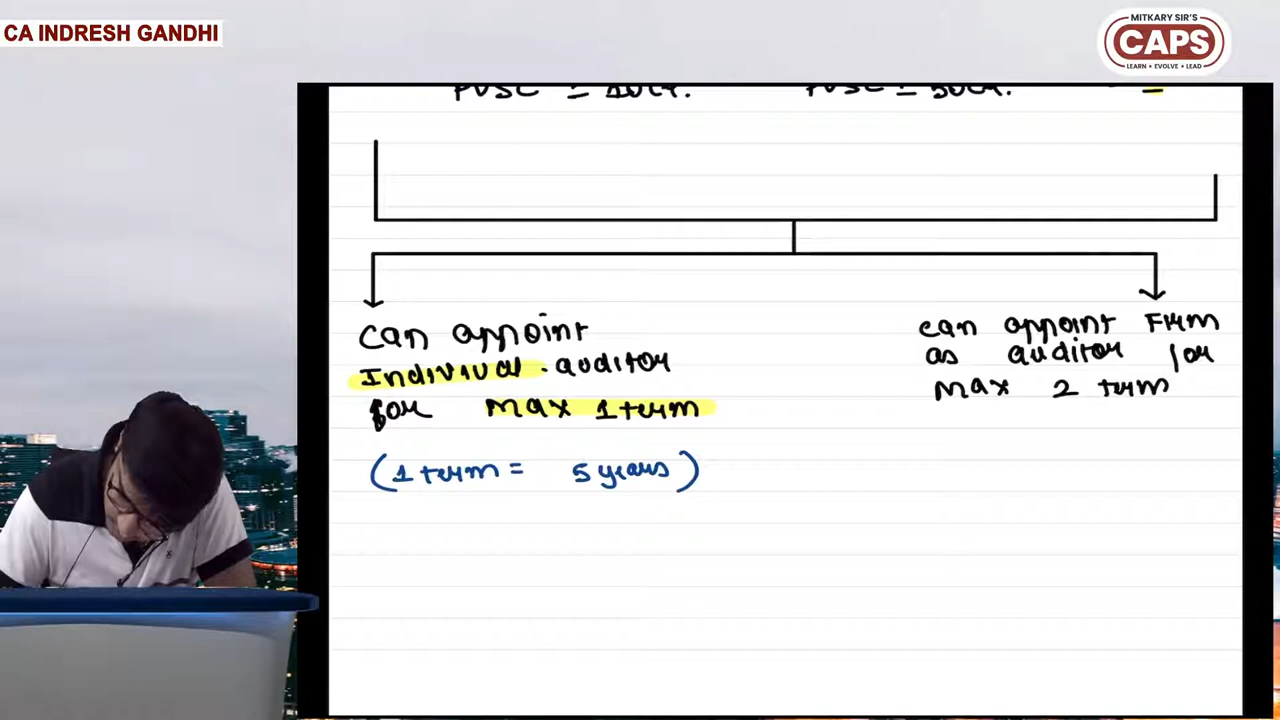 CA INDRESH GANDHI
MITKARY SIR'S
CAPS
LEARN • EVOLVE • LEAD
can appoint
Individual auditor
for max 1 term
(1 term = 5 years)
can appoint Firm
as auditor for
max 2 term